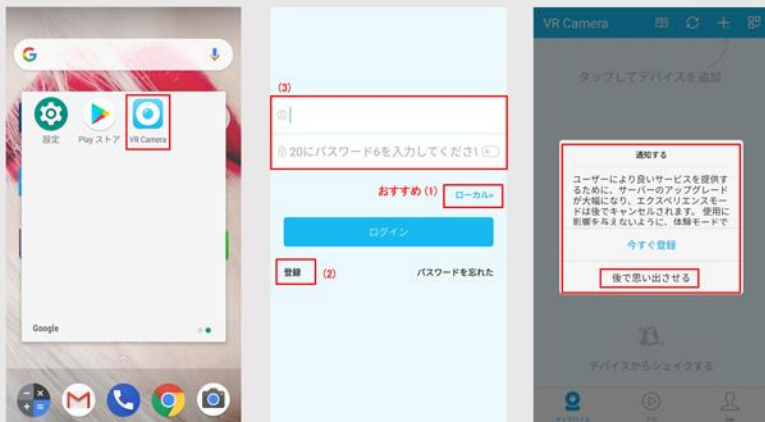 設定
Play ストア
VR Camera
Google
(3)
20にパスワード6を入力してくださ
おすすめ (1)
ローカル»
ログイン
登録
(2)
パスワードを忘れた
VR Camera
タップしてデバイスを追加
通知する
ユーザーにより良いサービスを提供す
るために、サーバーのアップグレード
が大幅になり、エクスペリエンスモー
ドは後でキャンセルされます。 使用に
影響を与えないように、体験モードで
今すぐ登録
後で思い出させる
デバイスからシェイクする